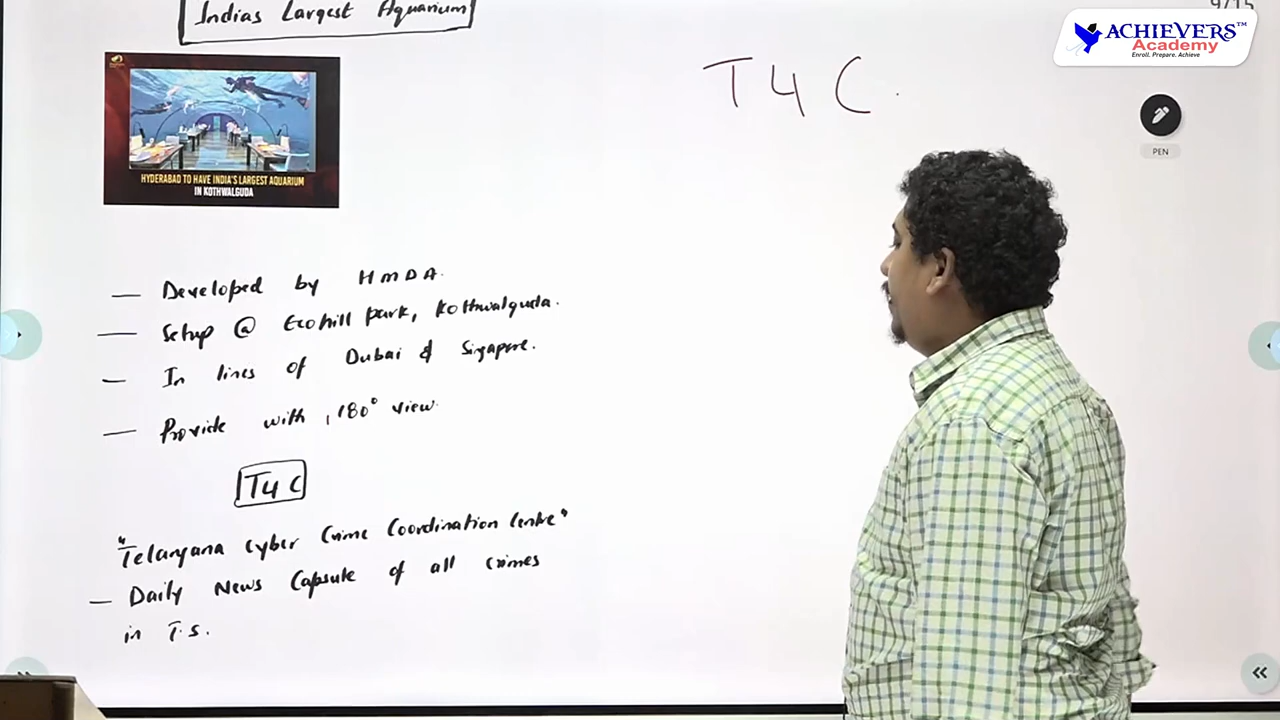 Indias Largest Aquarium
9/15
ACHIEVERS™
Academy
Enroll. Prepare. Achieve
T4C.
PEN
HYDERABAD TO HAVE INDIA'S LARGEST AQUARIUM
IN KOTHWALGUDA
— Developed by HMDA.
— Setup @ Ecohill park, Kothwalguda.
— In lines of Dubai & Sigapore.
— Provide with 180° view.
T4C
"Telangana Cyber Crime Coordination Centre"
— Daily News Capsule of all crimes
in T.S.